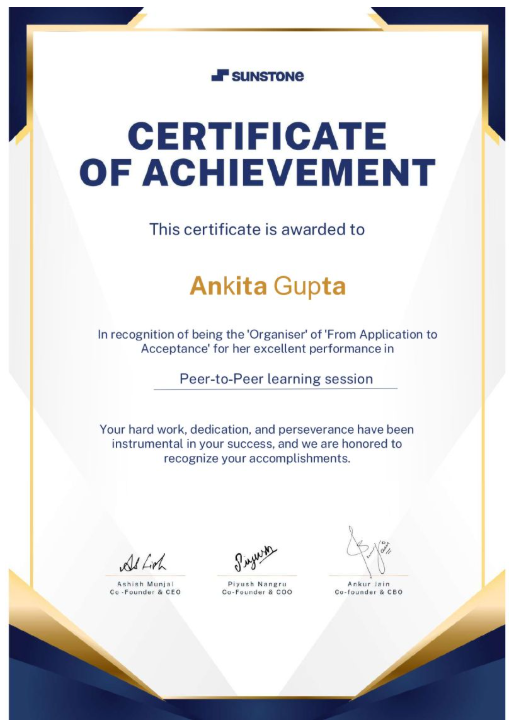 SUNSTONE
CERTIFICATE
OF ACHIEVEMENT
This certificate is awarded to
Ankita Gupta
In recognition of being the 'Organiser' of 'From Application to
Acceptance' for her excellent performance in
Peer-to-Peer learning session
Your hard work, dedication, and perseverance have been
instrumental in your success, and we are honored to
recognize your accomplishments.
Ashish Munjal
Co-Founder & CEO
Piyush Nangru
Co-Founder & COO
Ankur Jain
Co-founder & CBO